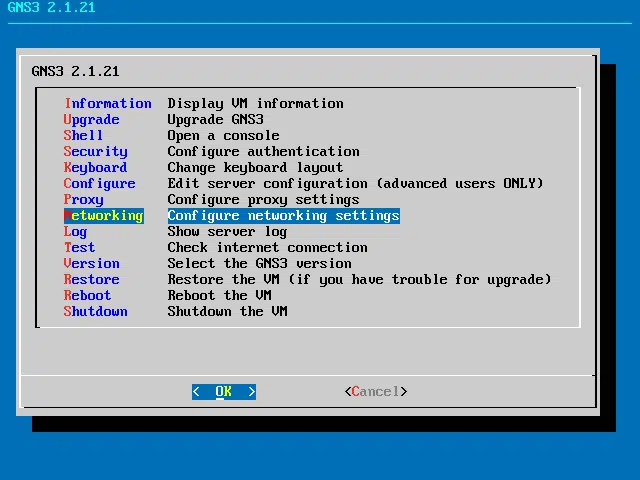 GNS3 2.1.21
GNS3 2.1.21
Information Display VM information
Upgrade Upgrade GNS3
Shell Open a console
Security Configure authentication
Keyboard Change keyboard layout
Configure Edit server configuration (advanced users ONLY)
Proxy Configure proxy settings
Networking Configure networking settings
Log Show server log
Test Check internet connection
Version Select the GNS3 version
Restore Restore the VM (if you have trouble for upgrade)
Reboot Reboot the VM
Shutdown Shutdown the VM
< OK > <Cancel>